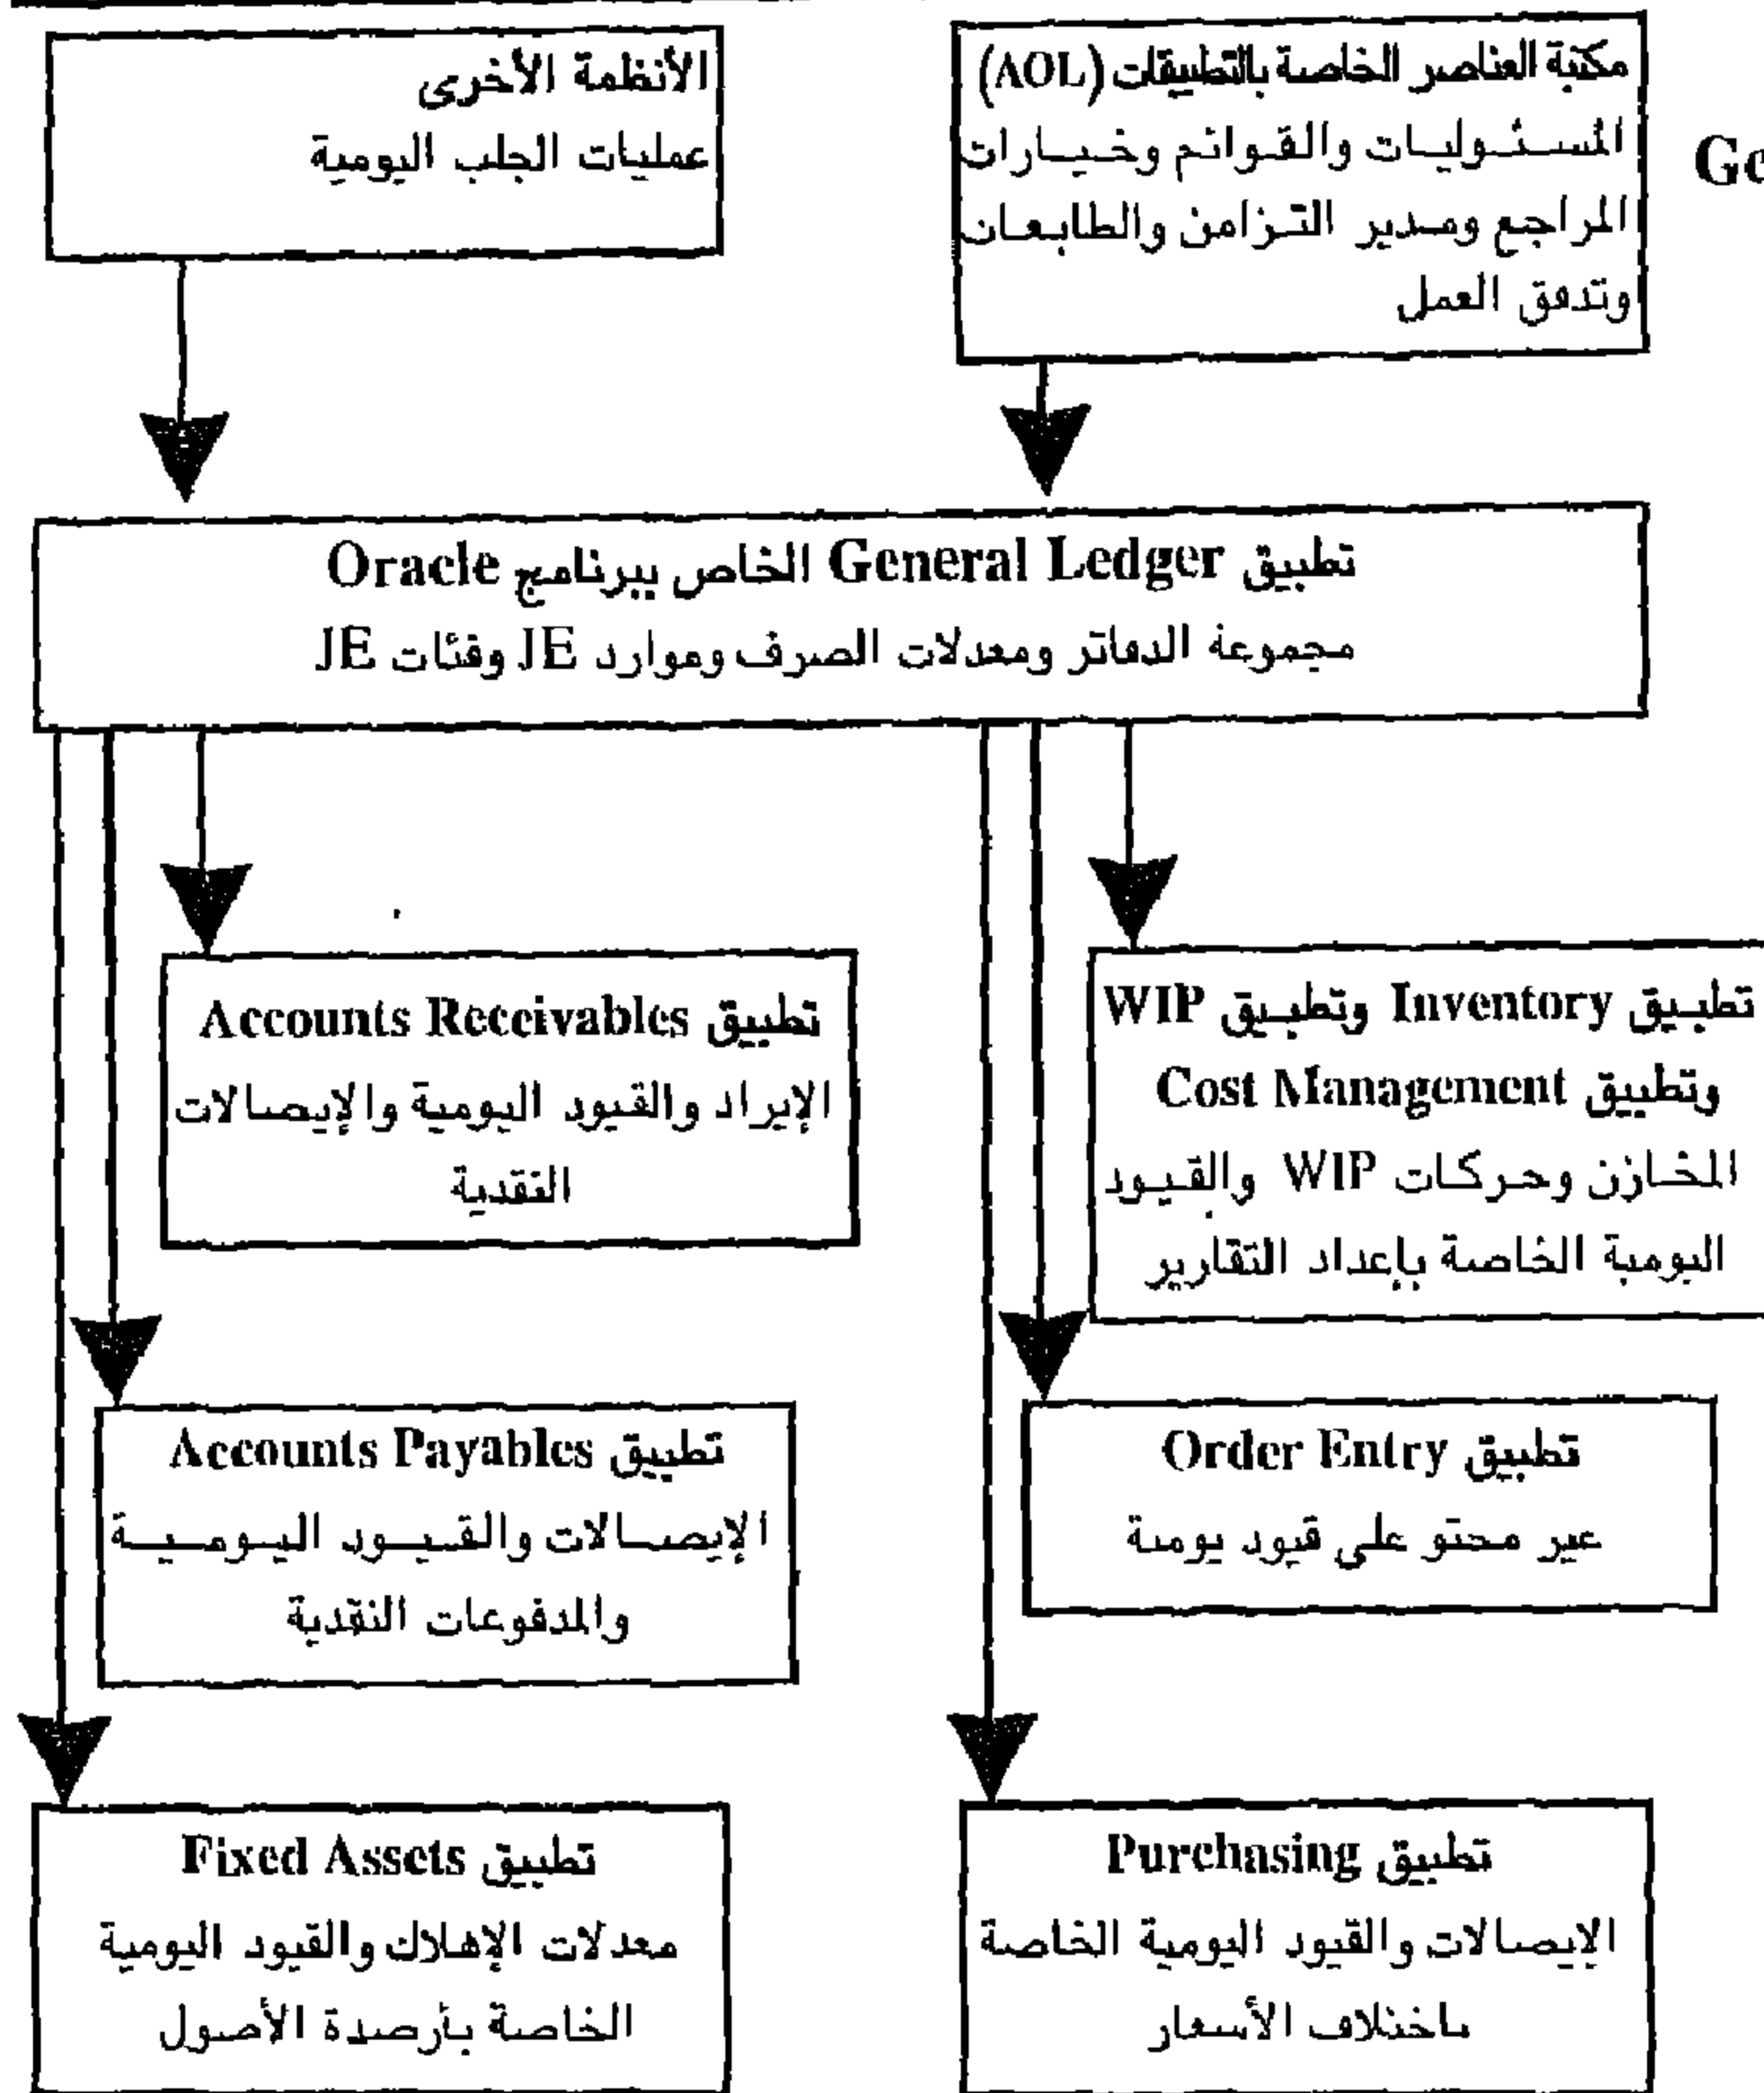 مكتبة العناصر الخاصة بالتطبيقات (AOL)
المسئوليات والقوائم وخيارات
المراجع ومدير التزامن والطابعات
وتدفق العمل
الأنظمة الأخرى
عمليات الجلب اليومية
تطبيق General Ledger الخاص ببرنامج Oracle
مجموعة الدفاتر ومعدلات الصرف وموارد JE وفئات JE
تطبيق Inventory وتطبيق WIP
وتطبيق Cost Management
المخازن وحركات WIP والقيود
اليومية الخاصة بإعداد التقارير
تطبيق Accounts Receivables
الإيراد والقيود اليومية والإيصالات
النقدية
تطبيق Order Entry
غير محتو على قيود يومية
تطبيق Accounts Payables
الإيصالات والقيود اليومية
والمدفوعات النقدية
تطبيق Purchasing
الإيصالات والقيود اليومية الخاصة
باختلاف الأسعار
تطبيق Fixed Assets
معدلات الإهلاك والقيود اليومية
الخاصة بأرصدة الأصول